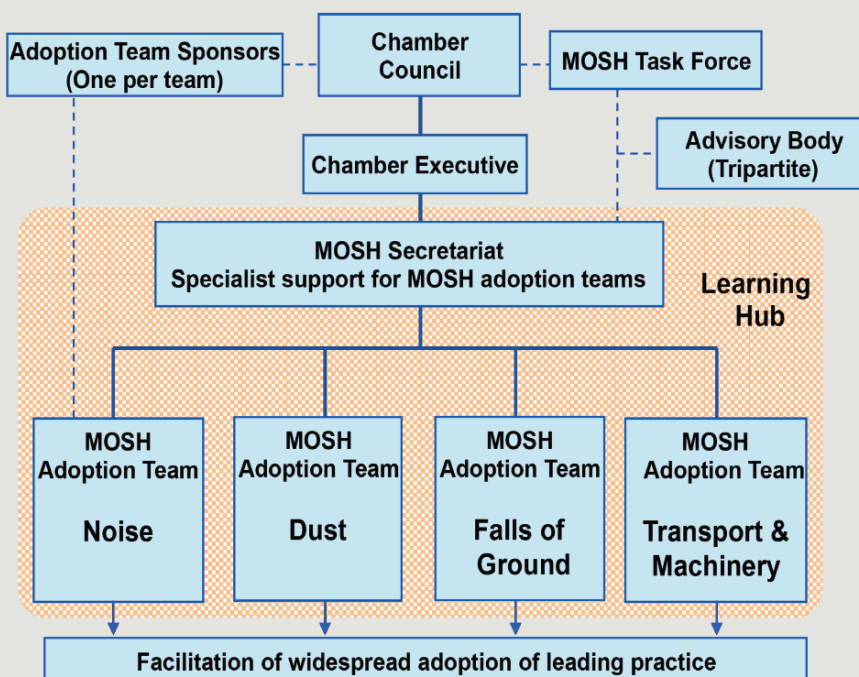 Adoption Team Sponsors
(One per team)
Chamber
Council
MOSH Task Force
Advisory Body
(Tripartite)
Chamber Executive
MOSH Secretariat
Specialist support for MOSH adoption teams
Learning
Hub
MOSH
Adoption Team
Noise
MOSH
Adoption Team
Dust
MOSH
Adoption Team
Falls of
Ground
MOSH
Adoption Team
Transport &
Machinery
Facilitation of widespread adoption of leading practice